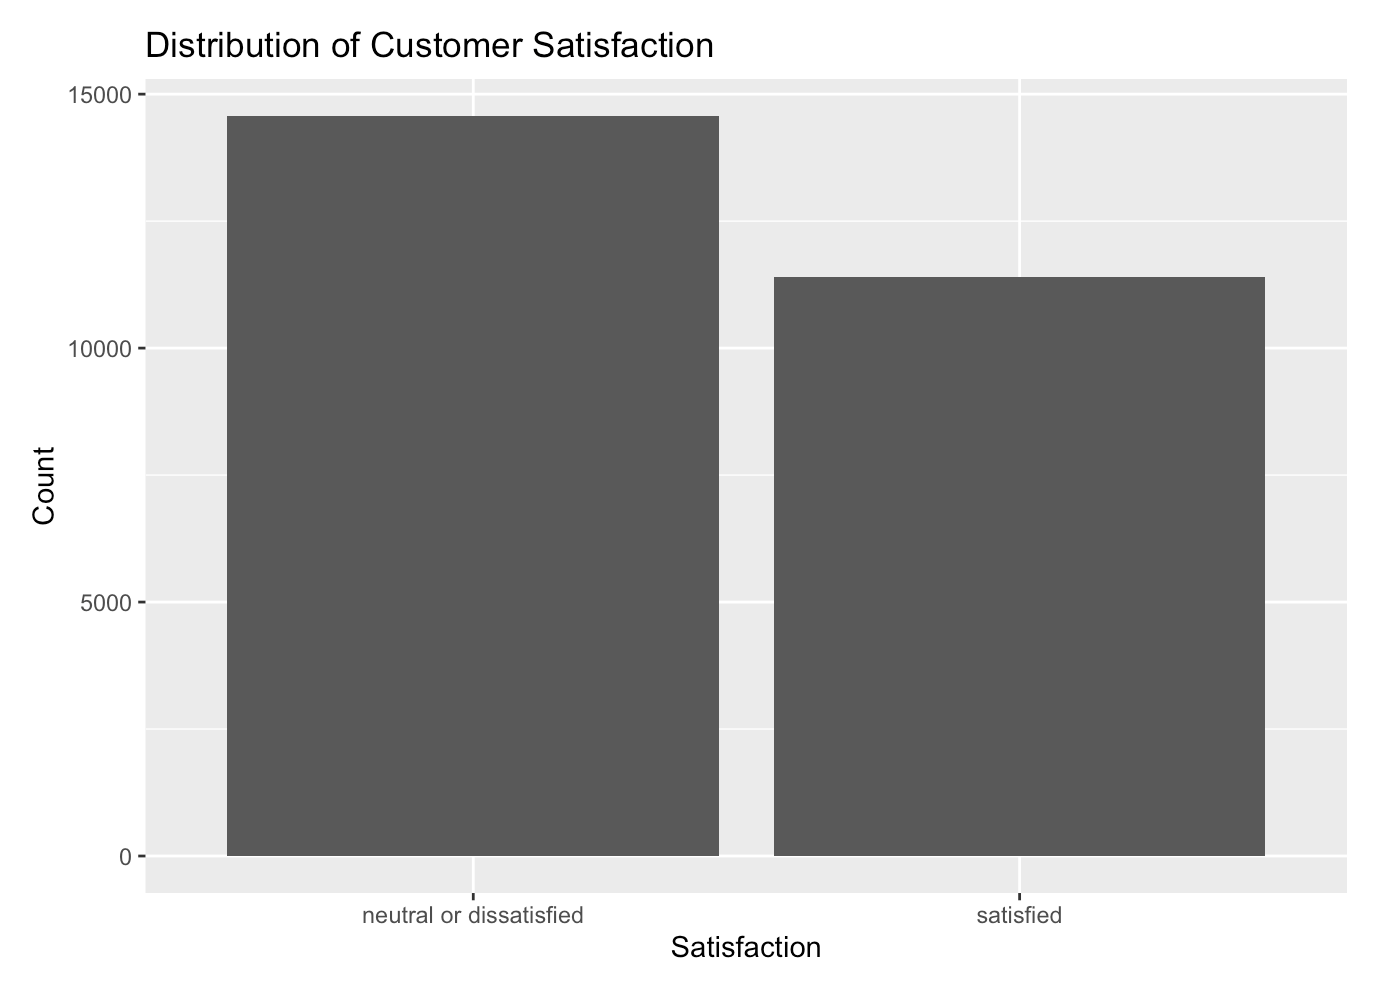 Distribution of Customer Satisfaction
15000
10000
5000
0
Count
neutral or dissatisfied
satisfied
Satisfaction